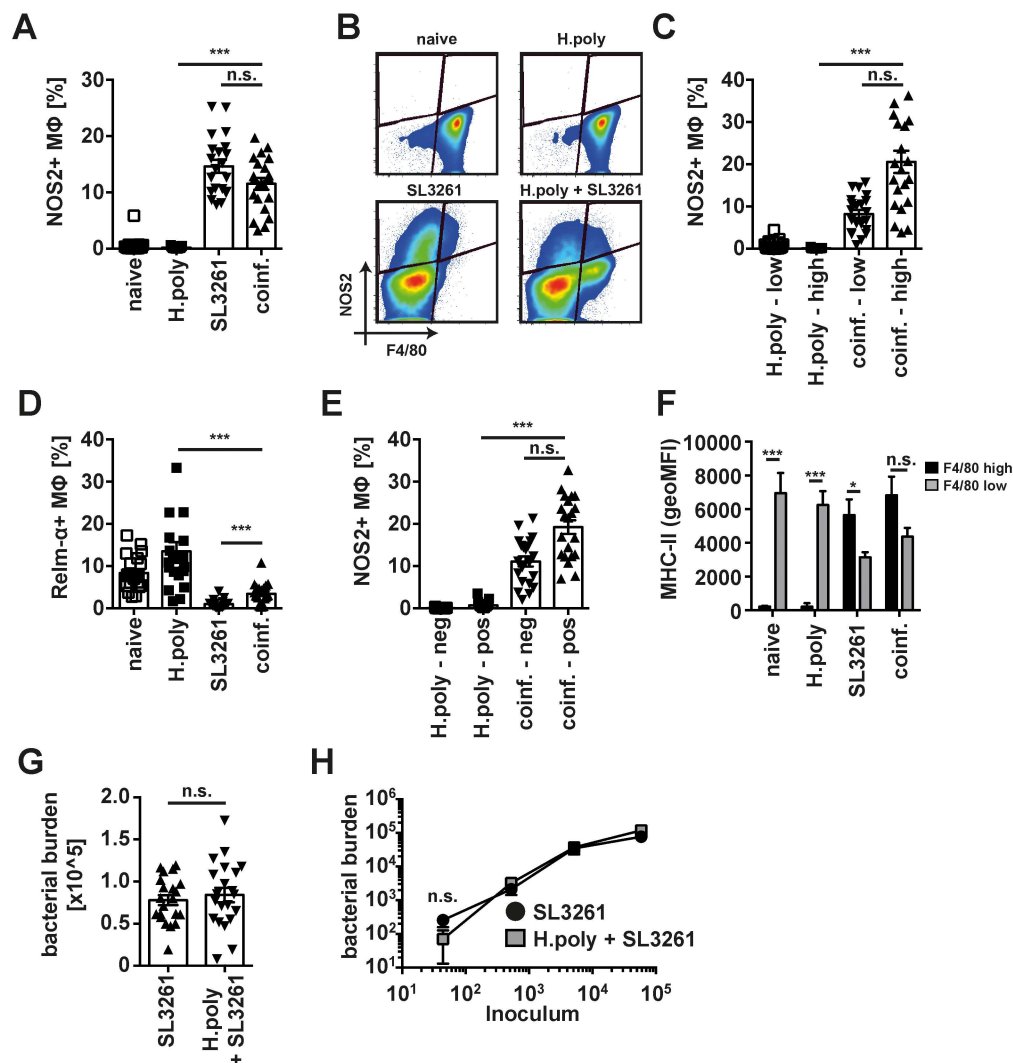 A
NOS2+ MΦ [%]
30
20
10
0
***
n.s.
naive
H.poly
SL3261
coinf.
B
naive
H.poly
SL3261
H.poly + SL3261
NOS2
F4/80
C
NOS2+ MΦ [%]
40
30
20
10
0
***
n.s.
H.poly - low
H.poly - high
coinf. - low
coinf. - high
D
Relm-α+ MΦ [%]
40
30
20
10
0
***
***
naive
H.poly
SL3261
coinf.
E
NOS2+ MΦ [%]
40
30
20
10
0
***
n.s.
H.poly - neg
H.poly - pos
coinf. - neg
coinf. - pos
F
MHC-II (geoMFI)
10000
8000
6000
4000
2000
0
***
***
*
n.s.
F4/80 high
F4/80 low
naive
H.poly
SL3261
coinf.
G
bacterial burden
[x10^5]
2.0
1.5
1.0
0.5
0
n.s.
SL3261
H.poly
+ SL3261
H
bacterial burden
10^6
10^5
10^4
10^3
10^2
10^1
n.s.
SL3261
H.poly + SL3261
10^1
10^2
10^3
10^4
10^5
Inoculum